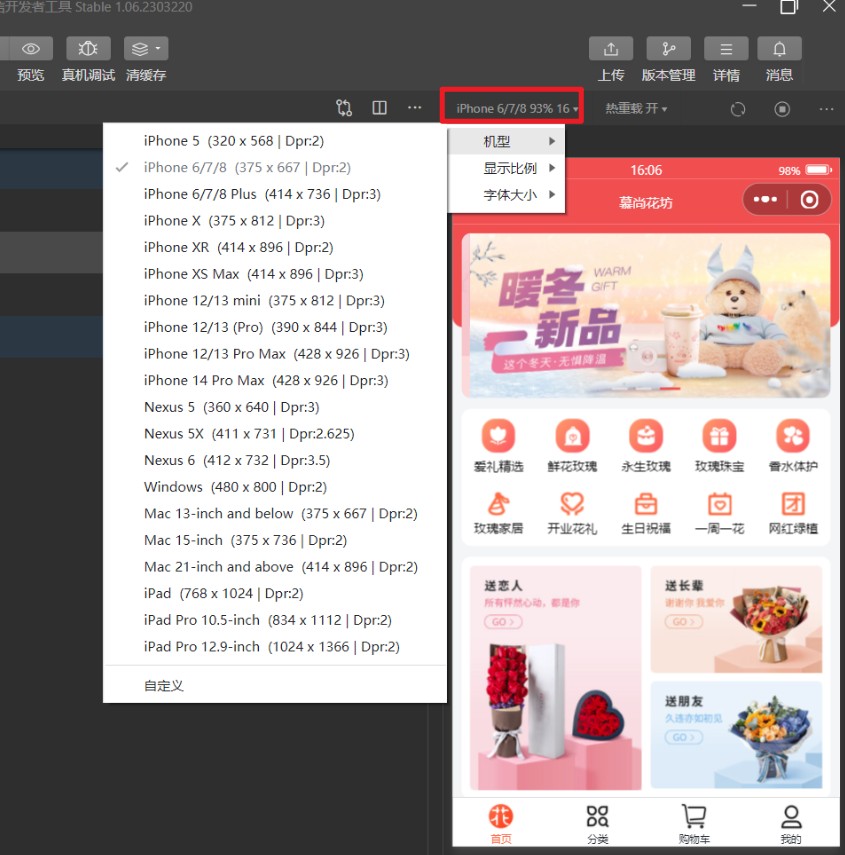 信开发者工具 Stable 1.06.2303220
预览 真机调试 清缓存 上传 版本管理 详情 消息
iPhone 6/7/8 93% 16 热重载 开
iPhone 5 (320 x 568 | Dpr:2)
iPhone 6/7/8 (375 x 667 | Dpr:2)
iPhone 6/7/8 Plus (414 x 736 | Dpr:3)
iPhone X (375 x 812 | Dpr:3)
iPhone XR (414 x 896 | Dpr:2)
iPhone XS Max (414 x 896 | Dpr:3)
iPhone 12/13 mini (375 x 812 | Dpr:3)
iPhone 12/13 (Pro) (390 x 844 | Dpr:3)
iPhone 12/13 Pro Max (428 x 926 | Dpr:3)
iPhone 14 Pro Max (428 x 926 | Dpr:3)
Nexus 5 (360 x 640 | Dpr:3)
Nexus 5X (411 x 731 | Dpr:2.625)
Nexus 6 (412 x 732 | Dpr:3.5)
Windows (480 x 800 | Dpr:2)
Mac 13-inch and below (375 x 667 | Dpr:2)
Mac 15-inch (375 x 736 | Dpr:2)
Mac 21-inch and above (414 x 896 | Dpr:2)
iPad (768 x 1024 | Dpr:2)
iPad Pro 10.5-inch (834 x 1112 | Dpr:2)
iPad Pro 12.9-inch (1024 x 1366 | Dpr:2)
自定义
机型
显示比例
字体大小
16:06 98%
慕尚花坊
暖冬 WARM
GIFT
新品
这个冬天·无惧降温
爱礼精选 鲜花玫瑰 永生玫瑰 玫瑰珠宝 香水体护
玫瑰家居 开业花礼 生日祝福 一周一花 网红绿植
送恋人
所有怦然心动，都是你
GO >
送长辈
谢谢你 我爱你
GO >
送朋友
久违亦如初见
GO >
花
首页 分类 购物车 我的